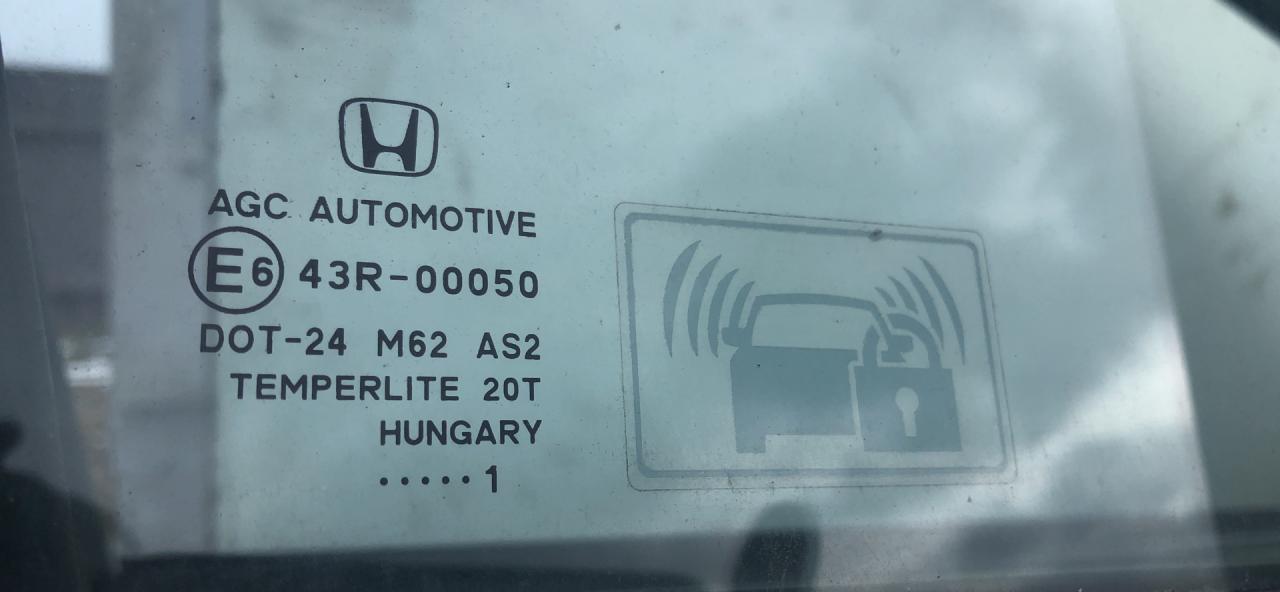 AGC AUTOMOTIVE
E6 43R-00050
DOT-24 M62 AS2
TEMPERLITE 20T
HUNGARY
.....1